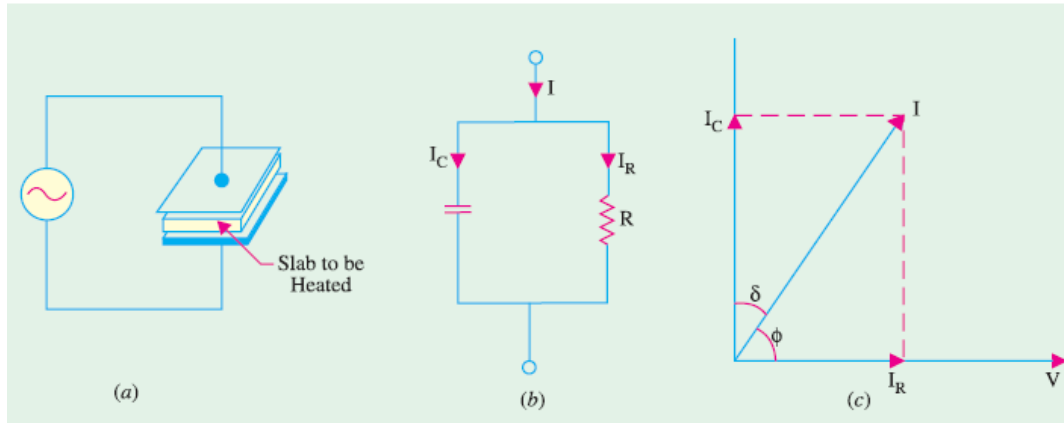 Slab to be
Heated
(a)
I
I_C
I_R
R
(b)
I_C
I
δ
ϕ
I_R
V
(c)